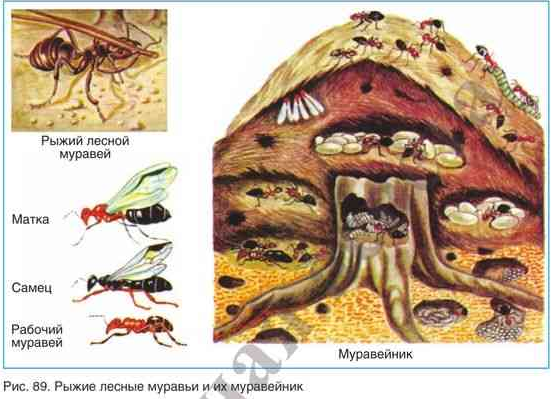 Рыжий лесной
муравей
Матка
Самец
Рабочий
муравей
Муравейник
Рис. 89. Рыжие лесные муравьи и их муравейник